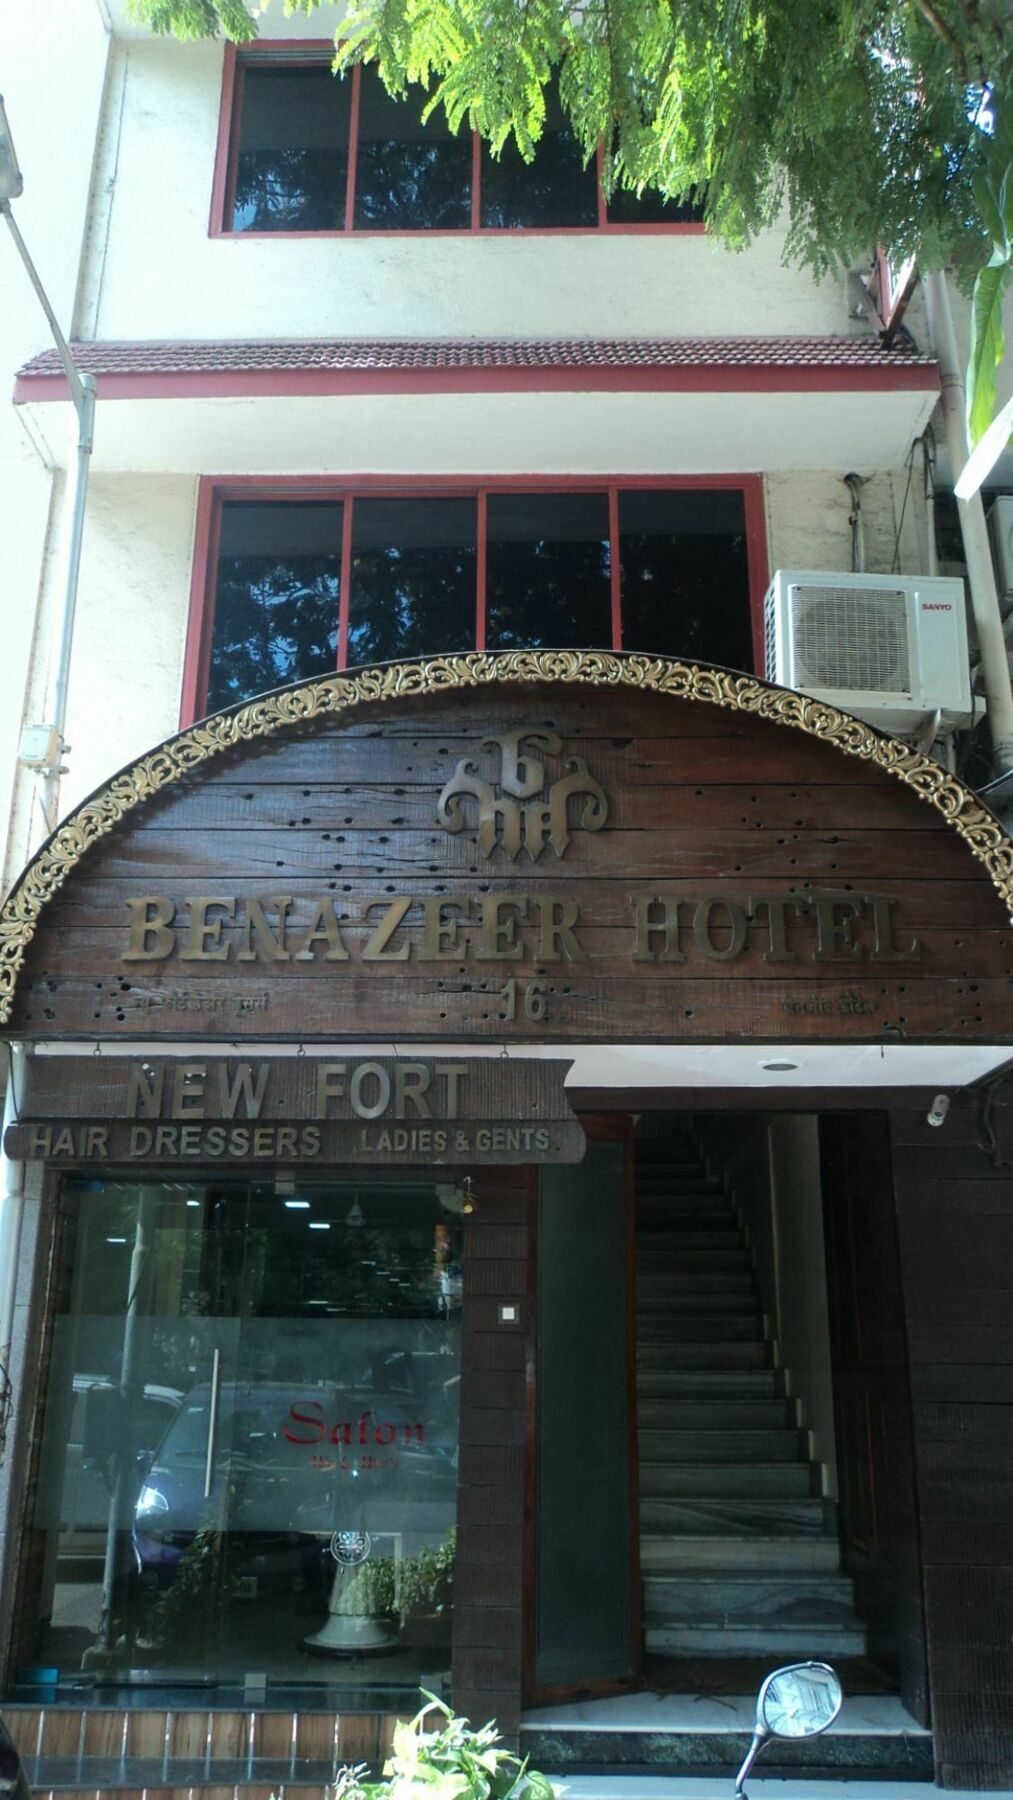 SANYO
BENAZEER HOTEL
16
NEW FORT
HAIR DRESSERS .LADIES & GENTS.
Salon